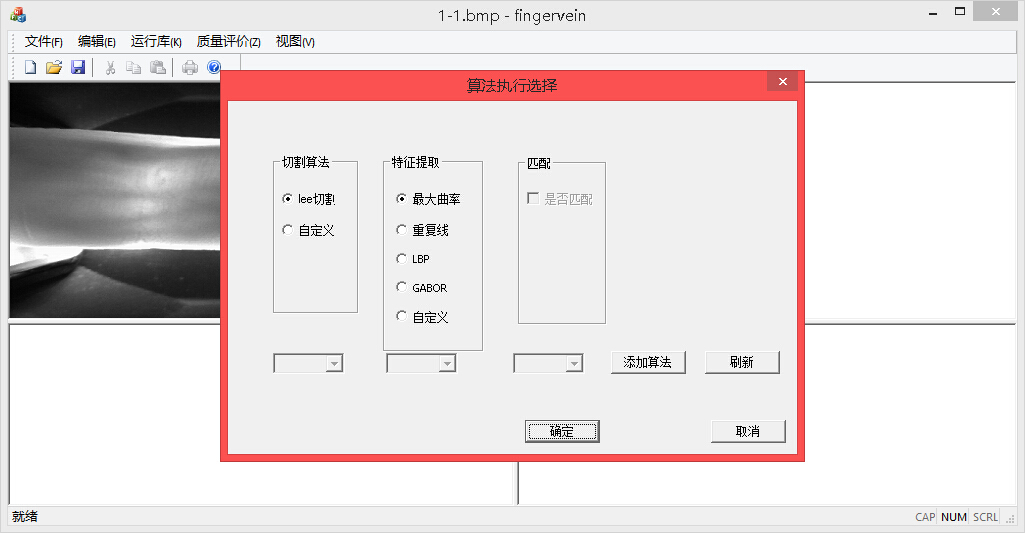 1-1.bmp - fingervein
文件(F) 编辑(E) 运行库(K) 质量评价(Z) 视图(V)
算法执行选择
切割算法
lee切割
自定义
特征提取
最大曲率
重复线
LBP
GABOR
自定义
匹配
是否匹配
添加算法
刷新
确定
取消
就绪
CAP NUM SCRL